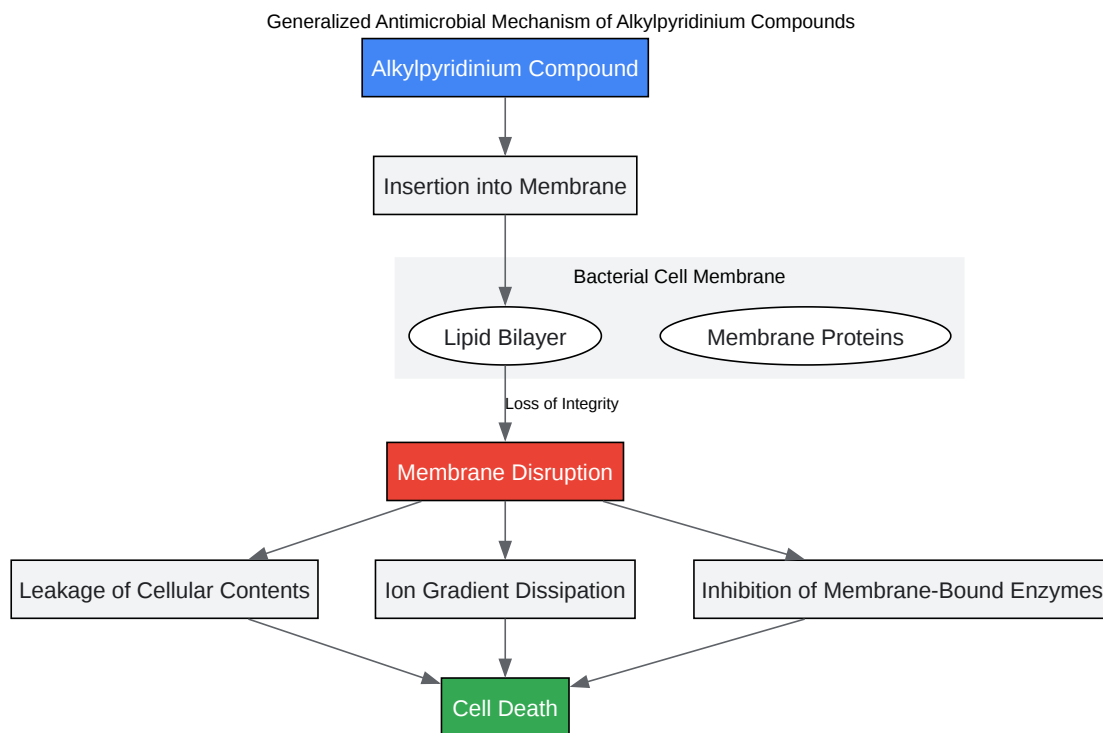 Generalized Antimicrobial Mechanism of Alkylpyridinium Compounds
Alkylpyridinium Compound
Insertion into Membrane
Bacterial Cell Membrane
Lipid Bilayer
Membrane Proteins
Loss of Integrity
Membrane Disruption
Leakage of Cellular Contents
Ion Gradient Dissipation
Inhibition of Membrane-Bound Enzymes
Cell Death